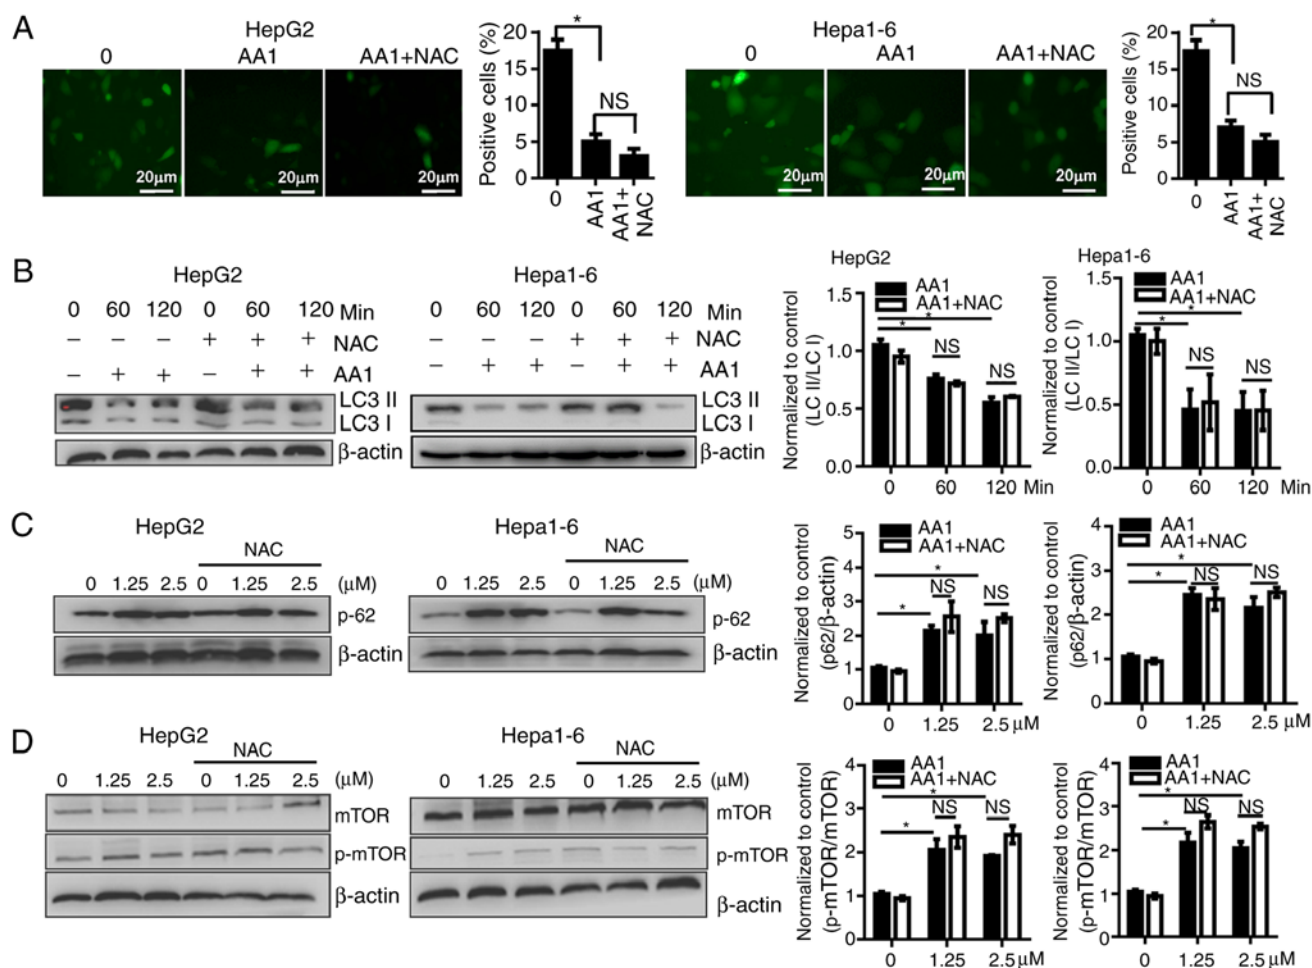 A
HepG2
0 AA1 AA1+NAC
20μm 20μm 20μm
Positive cells (%)
20
15
10
5
0
*
NS
0 AA1 AA1+ NAC
Hepa1-6
0 AA1 AA1+NAC
20μm 20μm 20μm
Positive cells (%)
20
15
10
5
0
*
NS
0 AA1 AA1+ NAC
B
HepG2
0 60 120 0 60 120 Min
– – – + + + NAC
– + + – + + AA1
LC3 II
LC3 I
β-actin
Hepa1-6
0 60 120 0 60 120 Min
– – – + + + NAC
– + + – + + AA1
LC3 II
LC3 I
β-actin
HepG2
AA1
AA1+NAC
Normalized to control
(LC II/LC I)
1.5
1.0
0.5
0.0
*
*
NS NS
0 60 120 Min
Hepa1-6
AA1
AA1+NAC
Normalized to control
(LC II/LC I)
1.5
1.0
0.5
0.0
*
*
NS NS
0 60 120 Min
C
HepG2
NAC
0 1.25 2.5 0 1.25 2.5 (μM)
p-62
β-actin
Hepa1-6
NAC
0 1.25 2.5 0 1.25 2.5 (μM)
p-62
β-actin
AA1
AA1+NAC
Normalized to control
(p62/β-actin)
5
4
3
2
1
0
*
*
NS NS
0 1.25 2.5 μM
AA1
AA1+NAC
Normalized to control
(p62/β-actin)
4
3
2
1
0
*
*
NS NS
0 1.25 2.5 μM
D
HepG2
NAC
0 1.25 2.5 0 1.25 2.5 (μM)
mTOR
p-mTOR
β-actin
Hepa1-6
NAC
0 1.25 2.5 0 1.25 2.5 (μM)
mTOR
p-mTOR
β-actin
AA1
AA1+NAC
Normalized to control
(p-mTOR/mTOR)
4
3
2
1
0
*
*
NS NS
0 1.25 2.5 μM
AA1
AA1+NAC
Normalized to control
(p-mTOR/mTOR)
4
3
2
1
0
*
*
NS NS
0 1.25 2.5 μM